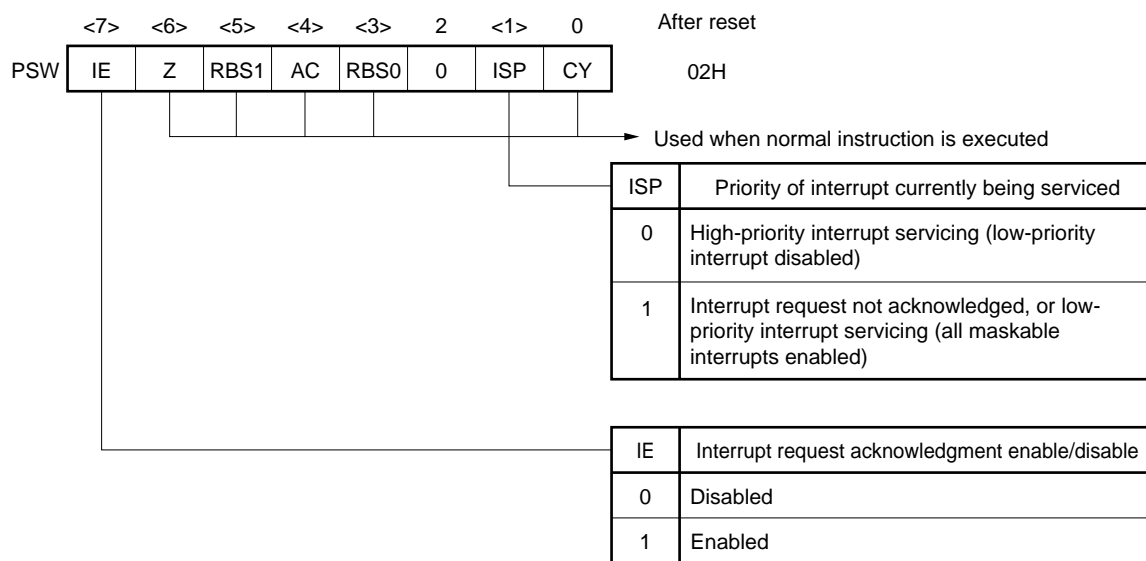 <7> <6> <5> <4> <3> 2 <1> 0 After reset
PSW IE Z RBS1 AC RBS0 0 ISP CY 02H
Used when normal instruction is executed
ISP Priority of interrupt currently being serviced
0 High-priority interrupt servicing (low-priority
interrupt disabled)
1 Interrupt request not acknowledged, or low-
priority interrupt servicing (all maskable
interrupts enabled)
IE Interrupt request acknowledgment enable/disable
0 Disabled
1 Enabled